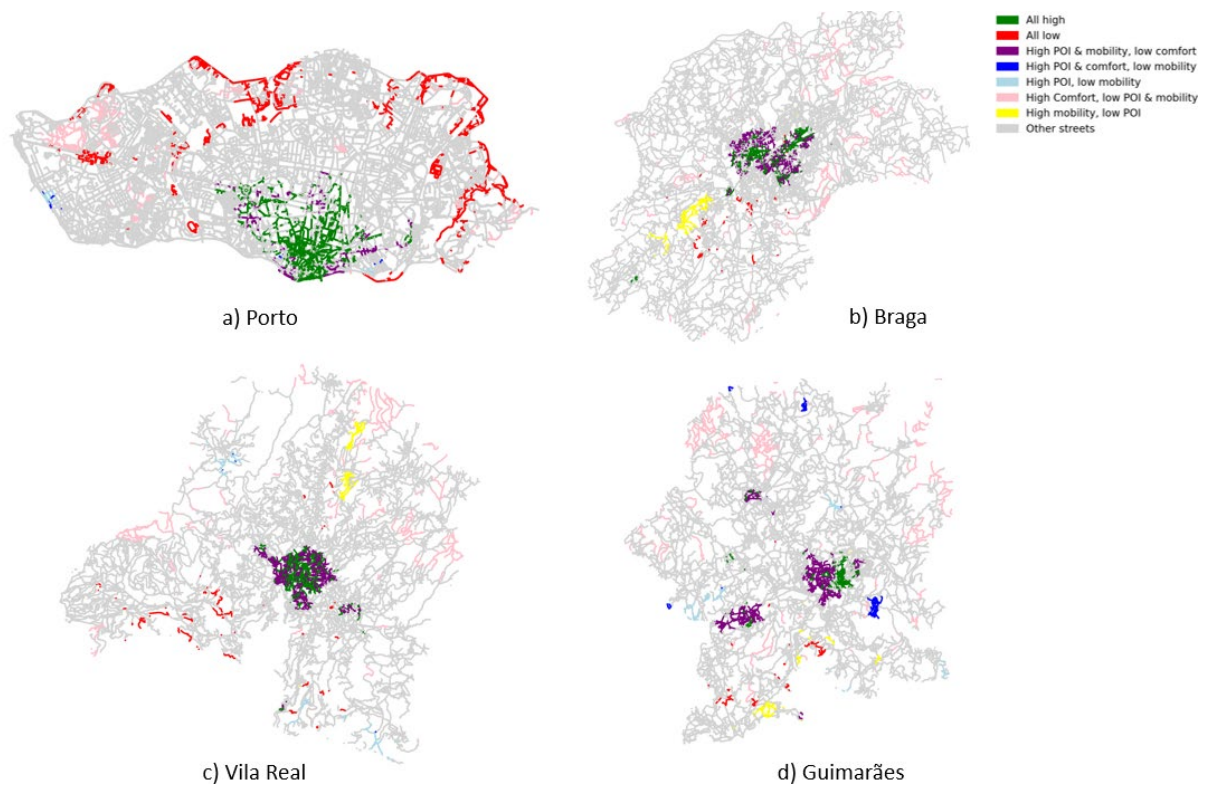 All high
All low
High POI & mobility, low comfort
High POI & comfort, low mobility
High POI, low mobility
High Comfort, low POI & mobility
High mobility, low POI
Other streets
a) Porto
b) Braga
c) Vila Real
d) Guimarães